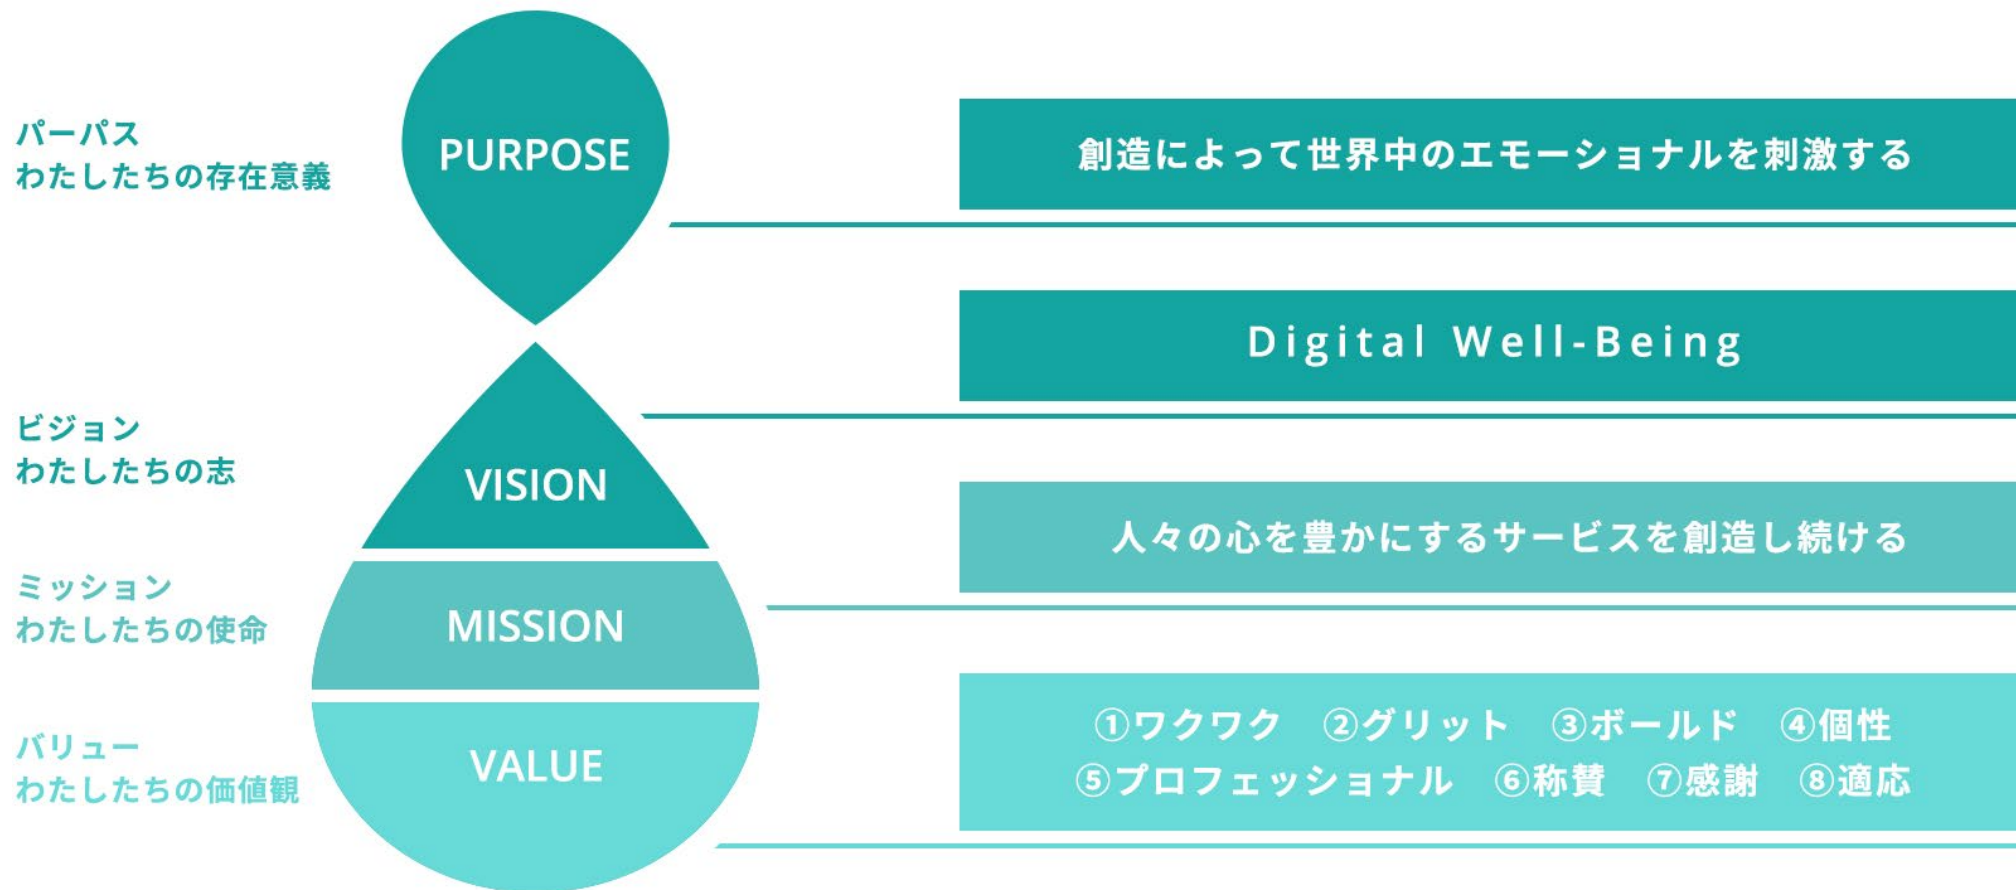 パーパス
わたしたちの存在意義
PURPOSE
創造によって世界中のエモーショナルを刺激する
ビジョン
わたしたちの志
VISION
Digital Well-Being
ミッション
わたしたちの使命
MISSION
人々の心を豊かにするサービスを創造し続ける
バリュー
わたしたちの価値観
VALUE
①ワクワク ②グリット ③ボールド ④個性
⑤プロフェッショナル ⑥称賛 ⑦感謝 ⑧適応